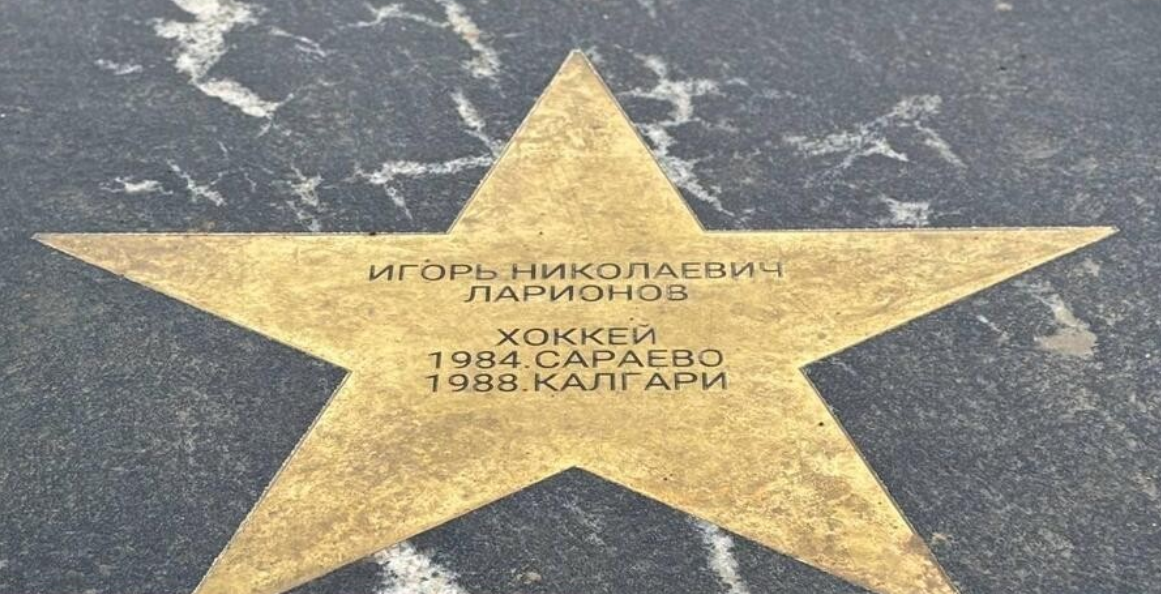 ИГОРЬ НИКОЛАЕВИЧ
ЛАРИОНОВ
ХОККЕЙ
1984.САРАЕВО
1988.КАЛГАРИ